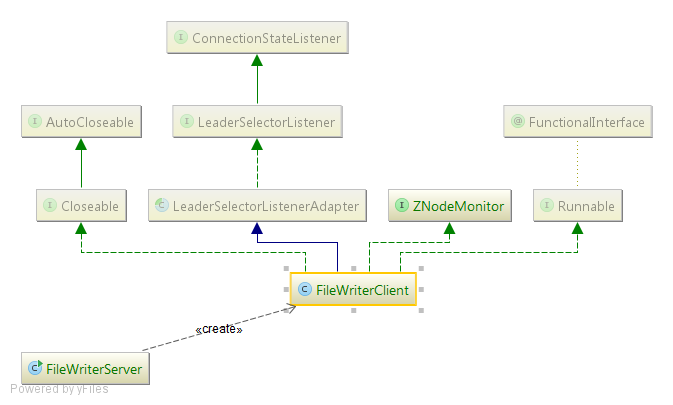 ConnectionStateListener
AutoCloseable
LeaderSelectorListener
FunctionalInterface
Closeable
LeaderSelectorListenerAdapter
ZNodeMonitor
Runnable
FileWriterClient
«create»
FileWriterServer
Powered by yFiles